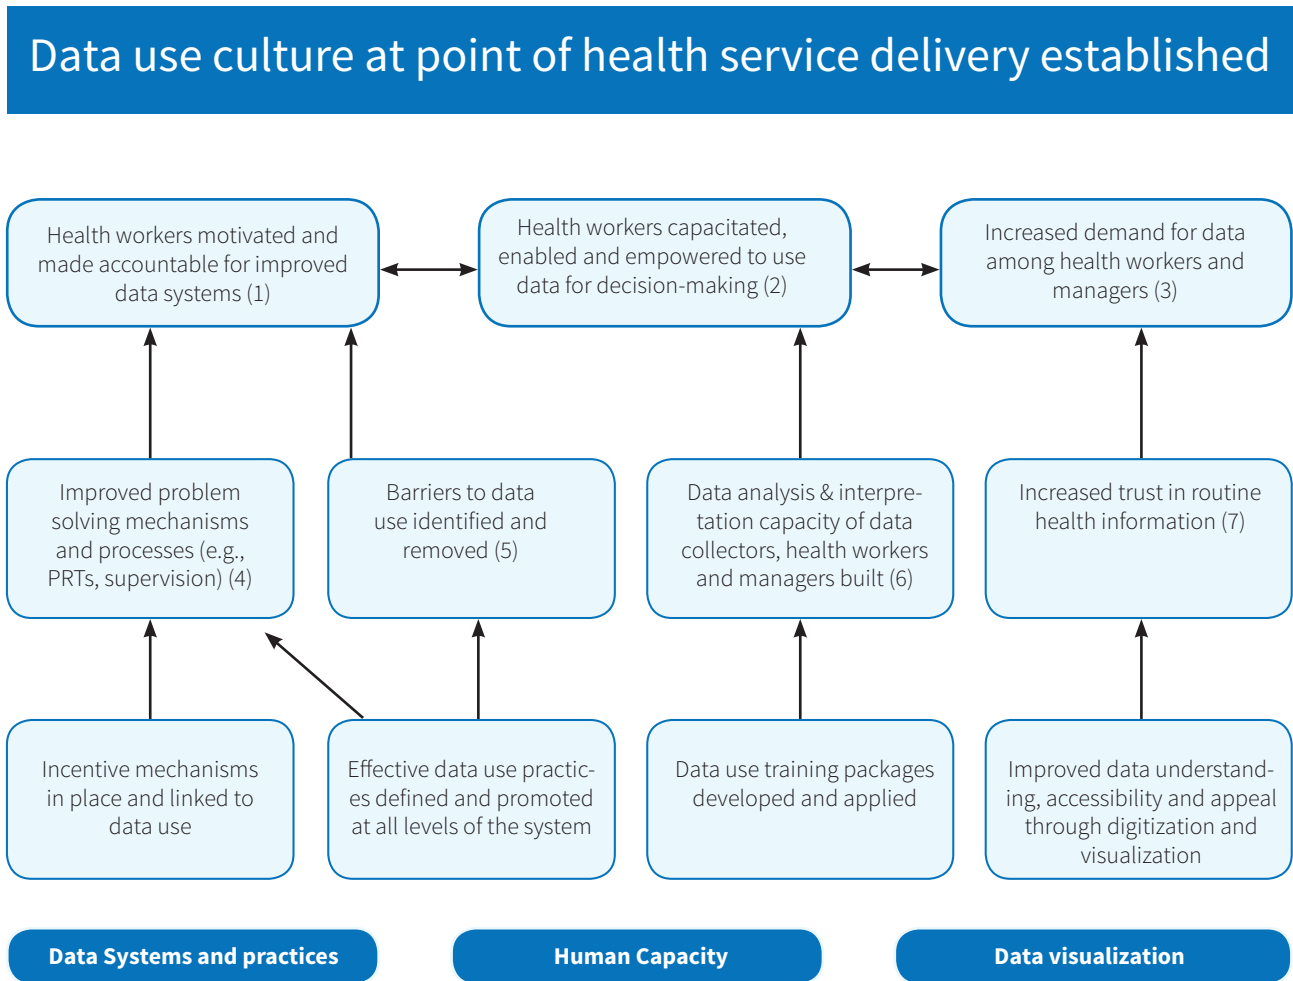 Data use culture at point of health service delivery established
Health workers motivated and
made accountable for improved
data systems (1)
Health workers capacitated,
enabled and empowered to use
data for decision-making (2)
Increased demand for data
among health workers and
managers (3)
Improved problem
solving mechanisms
and processes (e.g.,
PRTs, supervision) (4)
Barriers to data
use identified and
removed (5)
Data analysis & interpre-
tation capacity of data
collectors, health workers
and managers built (6)
Increased trust in routine
health information (7)
Incentive mechanisms
in place and linked to
data use
Effective data use practic-
es defined and promoted
at all levels of the system
Data use training packages
developed and applied
Improved data understand-
ing, accessibility and appeal
through digitization and
visualization
Data Systems and practices
Human Capacity
Data visualization